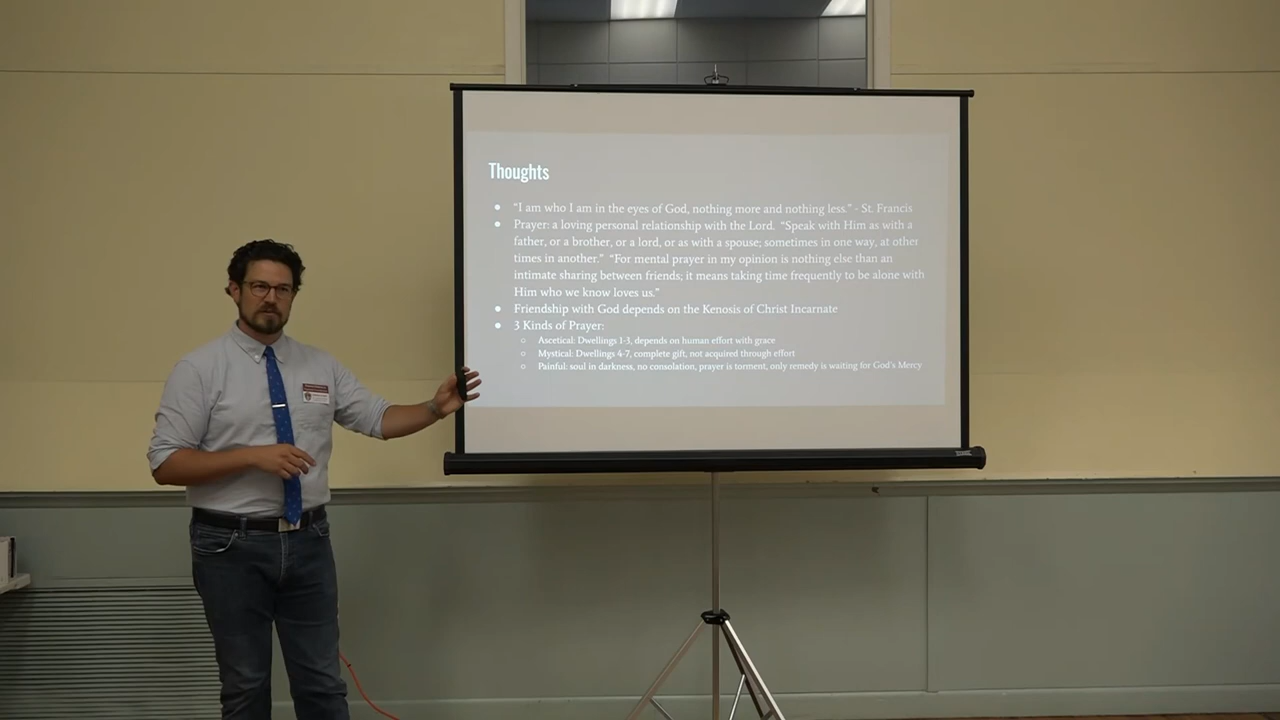 Thoughts
● "I am who I am in the eyes of God, nothing more and nothing less." - St. Francis
● Prayer: a loving personal relationship with the Lord. "Speak with Him as with a
father, or a brother, or a lord, or as with a spouse; sometimes in one way, at other
times in another." "For mental prayer in my opinion is nothing else than an
intimate sharing between friends; it means taking time frequently to be alone with
Him who we know loves us."
● Friendship with God depends on the Kenosis of Christ Incarnate
● 3 Kinds of Prayer:
○ Ascetical: Dwellings 1-3, depends on human effort with grace
○ Mystical: Dwellings 4-7, complete gift, not acquired through effort
○ Painful: soul in darkness, no consolation, prayer is torment, only remedy is waiting for God's Mercy